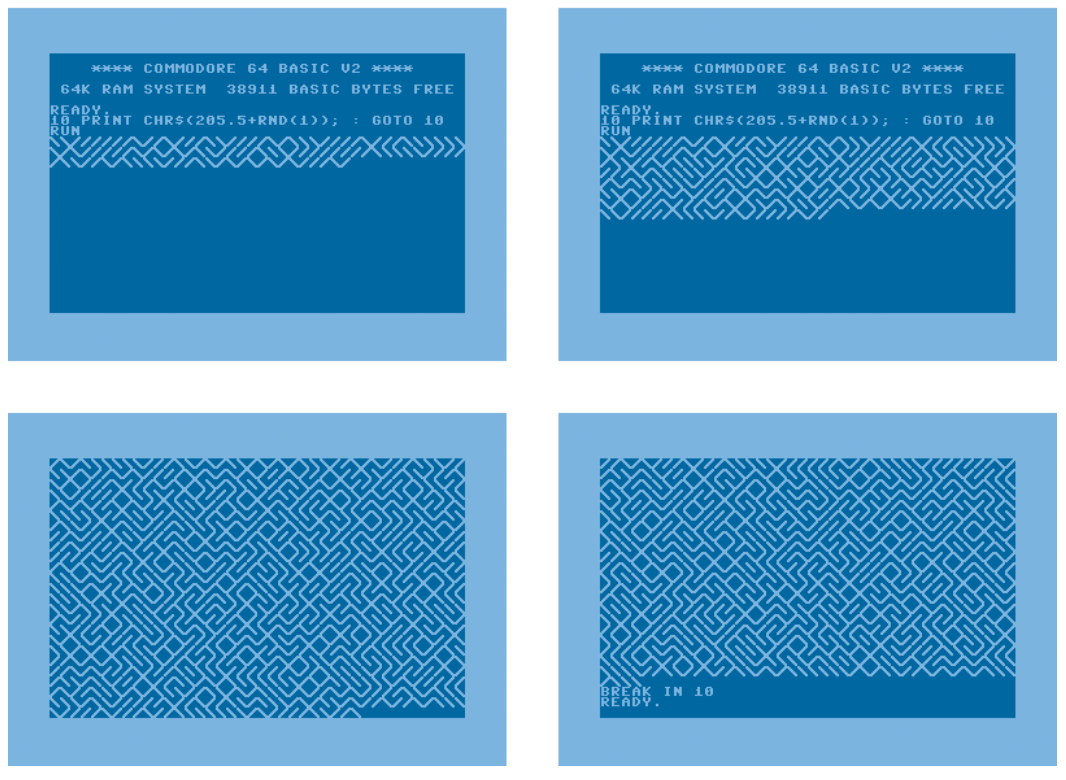 **** COMMODORE 64 BASIC V2 ****
64K RAM SYSTEM  38911 BASIC BYTES FREE
READY.
10 PRINT CHR$(205.5+RND(1)); : GOTO 10
RUN
**** COMMODORE 64 BASIC V2 ****
64K RAM SYSTEM  38911 BASIC BYTES FREE
READY.
10 PRINT CHR$(205.5+RND(1)); : GOTO 10
RUN
BREAK IN 10
READY.